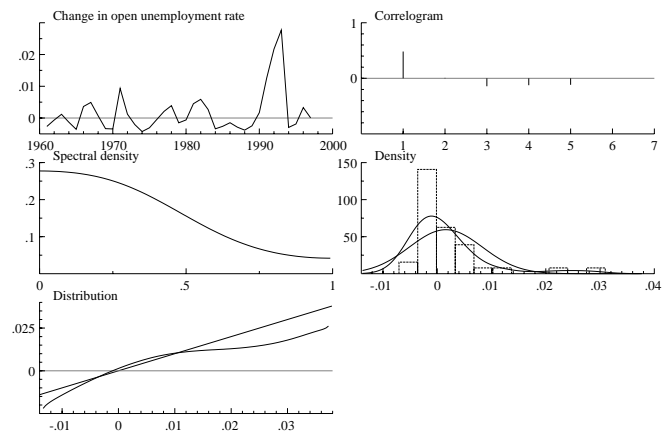 Change in open unemployment rate
.02
.01
0
1960 1970 1980 1990 2000
Correlogram
1
0
1 2 3 4 5 6 7
Spectral density
.3
.2
.1
0 .5 1
Density
150
100
50
-.01 0 .01 .02 .03 .04
Distribution
.025
0
-.01 0 .01 .02 .03